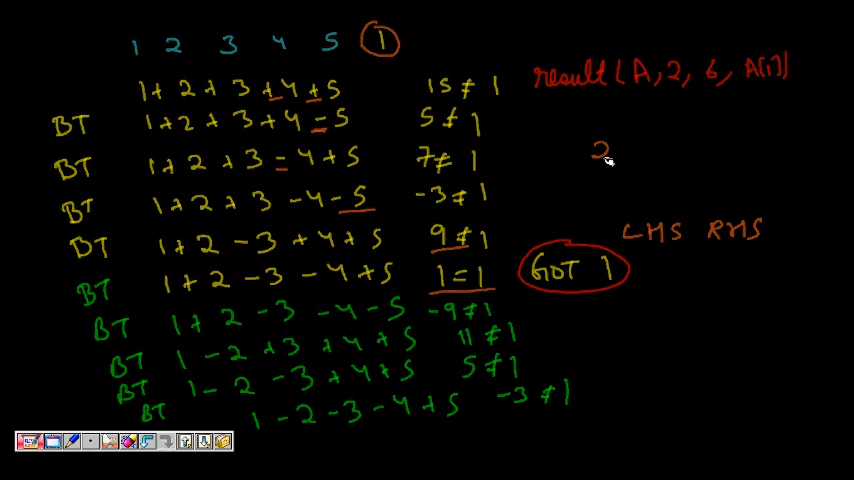 1 2 3 4 5 1
1 + 2 + 3 + 4 + 5 15 ≠ 1
result(A, 2, 6, A[1])
BT 1 + 2 + 3 + 4 = 5 5 ≠ 1
BT 1 + 2 + 3 = 4 + 5 7 ≠ 1
2
BT 1 + 2 + 3 - 4 - 5 -3 ≠ 1
BT 1 + 2 - 3 + 4 + 5 9 ≠ 1
LHS RHS
BT 1 + 2 - 3 - 4 + 5 1 = 1 GOT 1
BT 1 + 2 - 3 - 4 - 5 -9 ≠ 1
BT 1 - 2 + 3 + 4 + 5 11 ≠ 1
BT 1 - 2 - 3 + 4 + 5 5 ≠ 1
BT 1 - 2 - 3 - 4 + 5 -3 ≠ 1